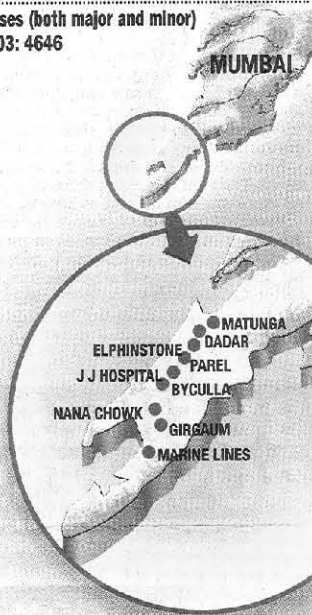 ses (both major and minor)
03: 4646
MUMBAI
MATUNGA
DADAR
ELPHINSTONE
PAREL
J J HOSPITAL
BYCULLA
NANA CHOWK
GIRGAUM
MARINE LINES